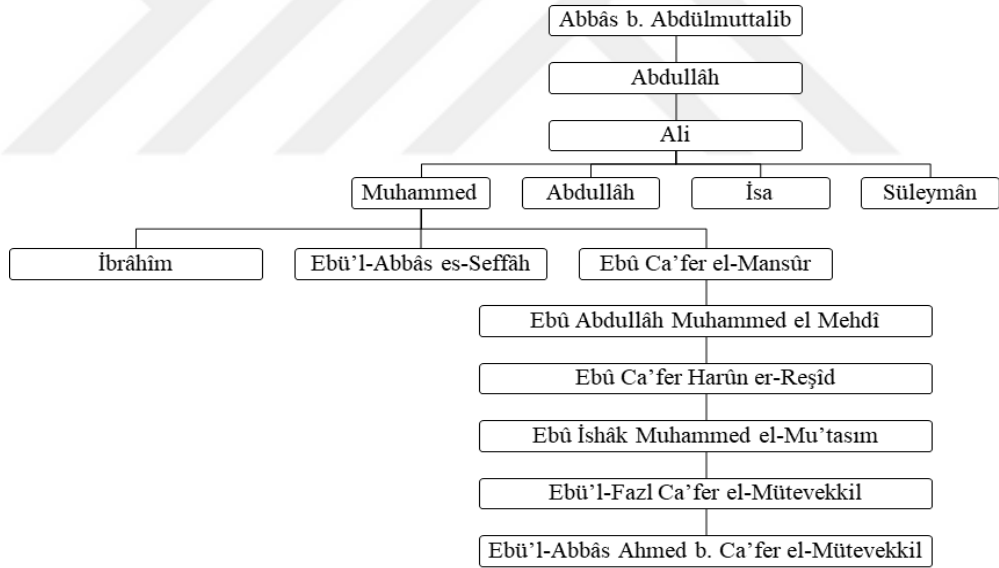 Abbâs b. Abdülmuttalib
Abdullâh
Ali
Muhammed
Abdullâh
İsa
Süleymân
İbrâhîm
Ebü’l-Abbâs es-Seffâh
Ebû Ca’fer el-Mansûr
Ebû Abdullâh Muhammed el Mehdî
Ebû Ca’fer Harûn er-Reşîd
Ebû İshâk Muhammed el-Mu’tasım
Ebü’l-Fazl Ca’fer el-Mütevekkil
Ebü’l-Abbâs Ahmed b. Ca’fer el-Mütevekkil